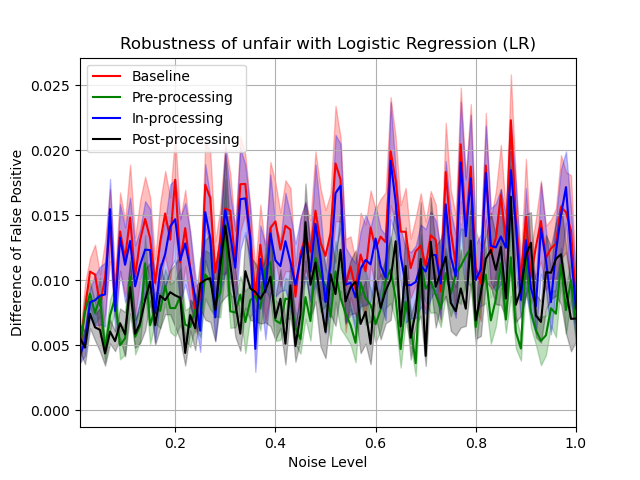 Robustness of unfair with Logistic Regression (LR)
Baseline
Pre-processing
In-processing
Post-processing
Difference of False Positive
0.025
0.020
0.015
0.010
0.005
0.000
0.2 0.4 0.6 0.8 1.0
Noise Level